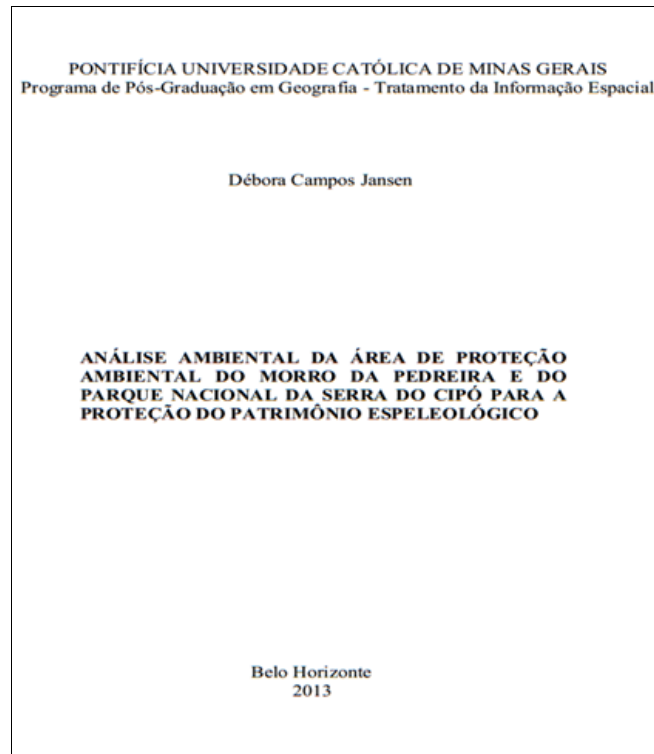 PONTIFÍCIA UNIVERSIDADE CATÓLICA DE MINAS GERAIS
Programa de Pós-Graduação em Geografia - Tratamento da Informação Espacial
Débora Campos Jansen
ANÁLISE AMBIENTAL DA ÁREA DE PROTEÇÃO
AMBIENTAL DO MORRO DA PEDREIRA E DO
PARQUE NACIONAL DA SERRA DO CIPÓ PARA A
PROTEÇÃO DO PATRIMÔNIO ESPELEOLÓGICO
Belo Horizonte
2013